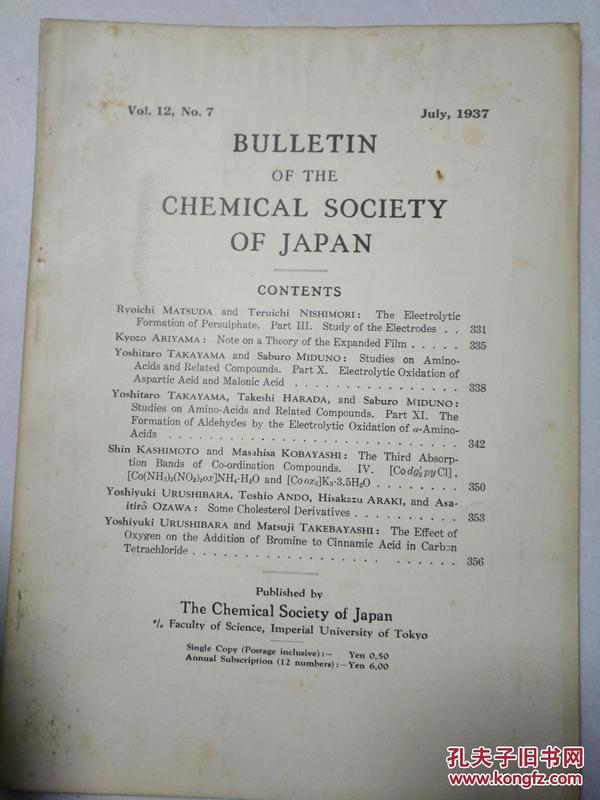 Vol. 12, No. 7 July, 1937
BULLETIN
OF THE
CHEMICAL SOCIETY
OF JAPAN
CONTENTS
Ryoichi MATSUDA and Teruichi NISHIMORI: The Electrolytic
Formation of Persulphate. Part III. Study of the Electrodes . . 331
Kyozo ARIYAMA: Note on a Theory of the Expanded Film . . . . . 335
Yoshitaro TAKAYAMA and Saburo MIDUNO: Studies on Amino-
Acids and Related Compounds. Part X. Electrolytic Oxidation of
Aspartic Acid and Malonic Acid . . . . . . . . . . . . . . . 338
Yoshitaro TAKAYAMA, Takeshi HARADA, and Saburo MIDUNO:
Studies on Amino-Acids and Related Compounds. Part XI. The
Formation of Aldehydes by the Electrolytic Oxidation of α-Amino-
Acids . . . . . . . . . . . . . . . . . . . . . . . . . . 342
Shin KASHIMOTO and Masahisa KOBAYASHI: The Third Absorp-
tion Bands of Co-ordination Compounds. IV. [Co dg₂' py Cl],
[Co(NH₃)₂(NO₂)₂ox]NH₄·H₂O and [Co ox₃]K₃·3.5H₂O . . . . . . . . 350
Yoshiyuki URUSHIBARA, Toshio ANDO, Hisakazu ARAKI, and Asa-
itirô OZAWA: Some Cholesterol Derivatives . . . . . . . . . . 353
Yoshiyuki URUSHIBARA and Matsuji TAKEBAYASHI: The Effect of
Oxygen on the Addition of Bromine to Cinnamic Acid in Carbon
Tetrachloride . . . . . . . . . . . . . . . . . . . . . . . 356
Published by
The Chemical Society of Japan
℅ Faculty of Science, Imperial University of Tokyo
Single Copy (Postage inclusive):— Yen 0.50
Annual Subscription (12 numbers):—Yen 6.00
孔夫子旧书网
www.kongfz.com